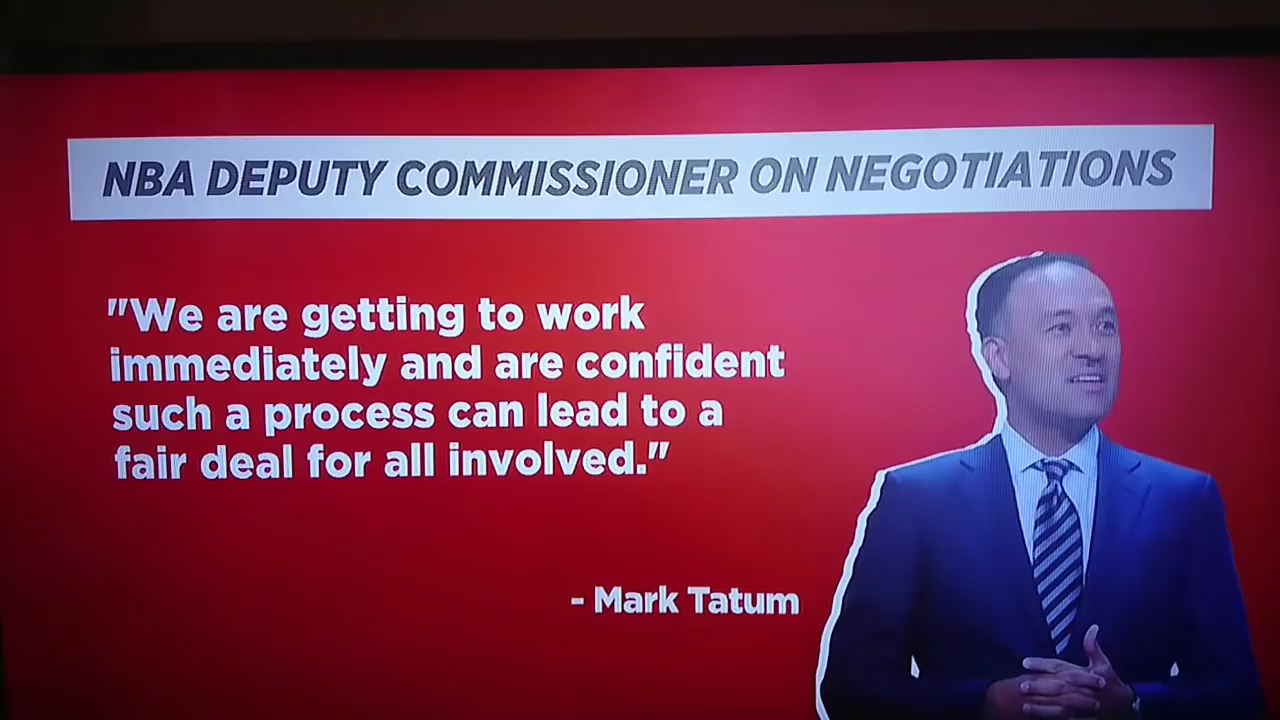 NBA DEPUTY COMMISSIONER ON NEGOTIATIONS
"We are getting to work
immediately and are confident
such a process can lead to a
fair deal for all involved."
- Mark Tatum